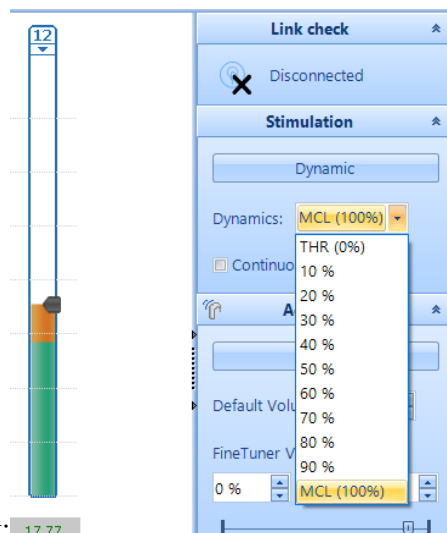 12
Link check
Disconnected
Stimulation
Dynamic
Dynamics: MCL (100%)
THR (0%)
Continuo
10 %
20 %
30 %
40 %
50 %
60 %
70 %
Default Volu
80 %
FineTuner V
90 %
0 %
MCL (100%)
17.77